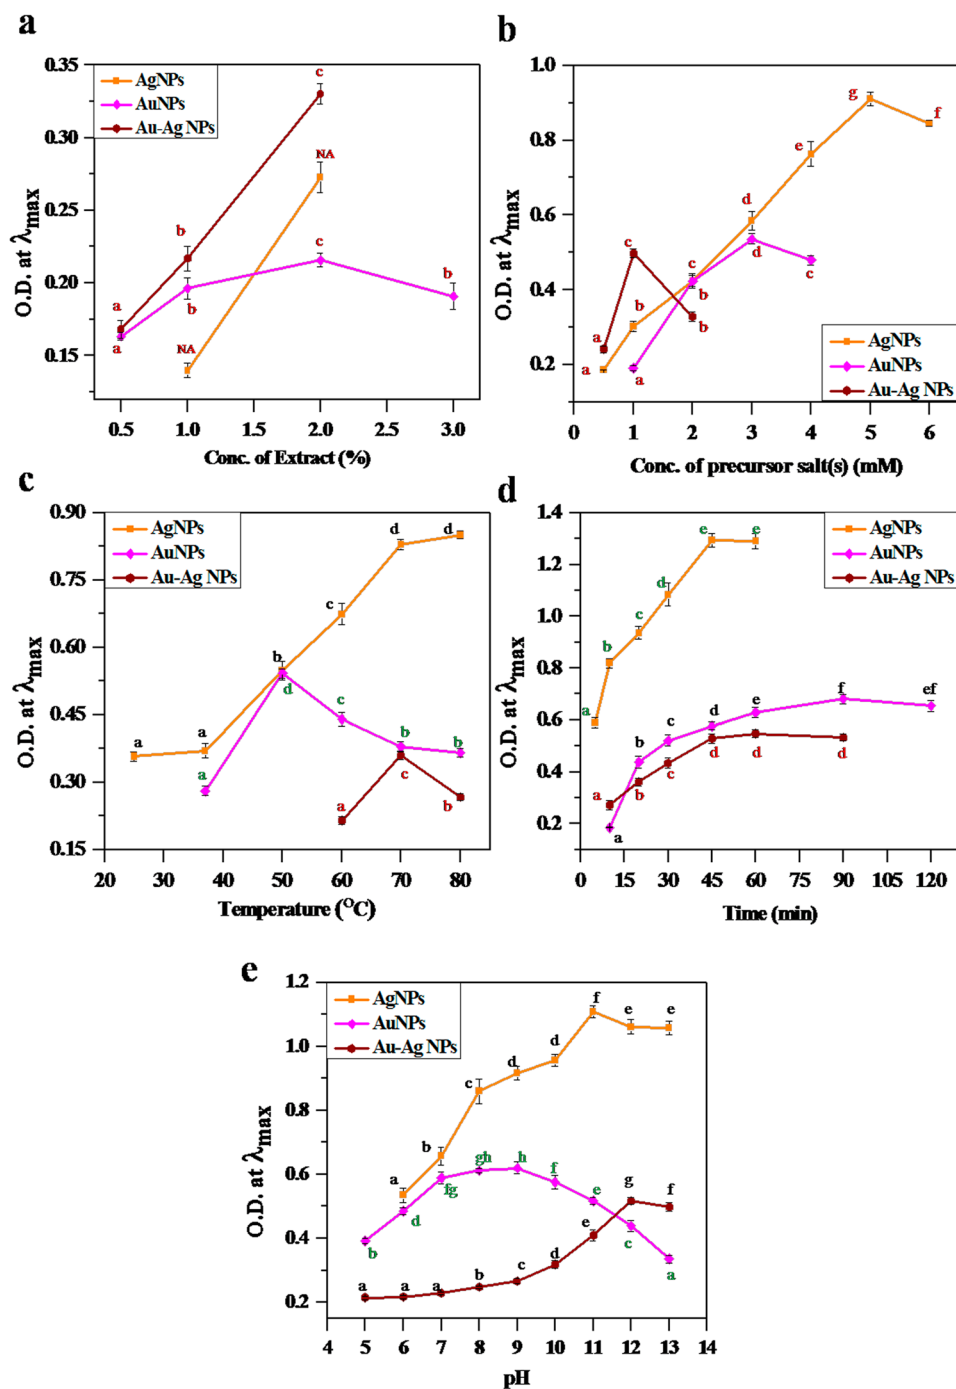 a
0.35
0.30
0.25
0.20
0.15
O.D. at λmax
AgNPs
AuNPs
Au-Ag NPs
c
NA
b
c
b
a
b
a
NA
0.5 1.0 1.5 2.0 2.5 3.0
Conc. of Extract (%)
b
1.0
0.8
0.6
0.4
0.2
O.D. at λmax
g
f
e
d
c
c
d
c
b
b
a
b
a
a
AgNPs
AuNPs
Au-Ag NPs
0 1 2 3 4 5 6
Conc. of precursor salt(s) (mM)
c
0.90
0.75
0.60
0.45
0.30
0.15
O.D. at λmax
AgNPs
AuNPs
Au-Ag NPs
d d
c
b
d
c
a a
b b
a
c
a b
20 30 40 50 60 70 80
Temperature (OC)
d
1.4
1.2
1.0
0.8
0.6
0.4
0.2
O.D. at λmax
AgNPs
AuNPs
Au-Ag NPs
e e
d
c
b
a
f ef
e
d
c
b
d d d
c
a b
a
0 15 30 45 60 75 90 105 120
Time (min)
e
1.2
1.0
0.8
0.6
0.4
0.2
O.D. at λmax
AgNPs
AuNPs
Au-Ag NPs
f
e e
d d
c
b
a
gh h f
fg e
d
b c
a
g f
e
d
c
b
a a a
4 5 6 7 8 9 10 11 12 13 14
pH